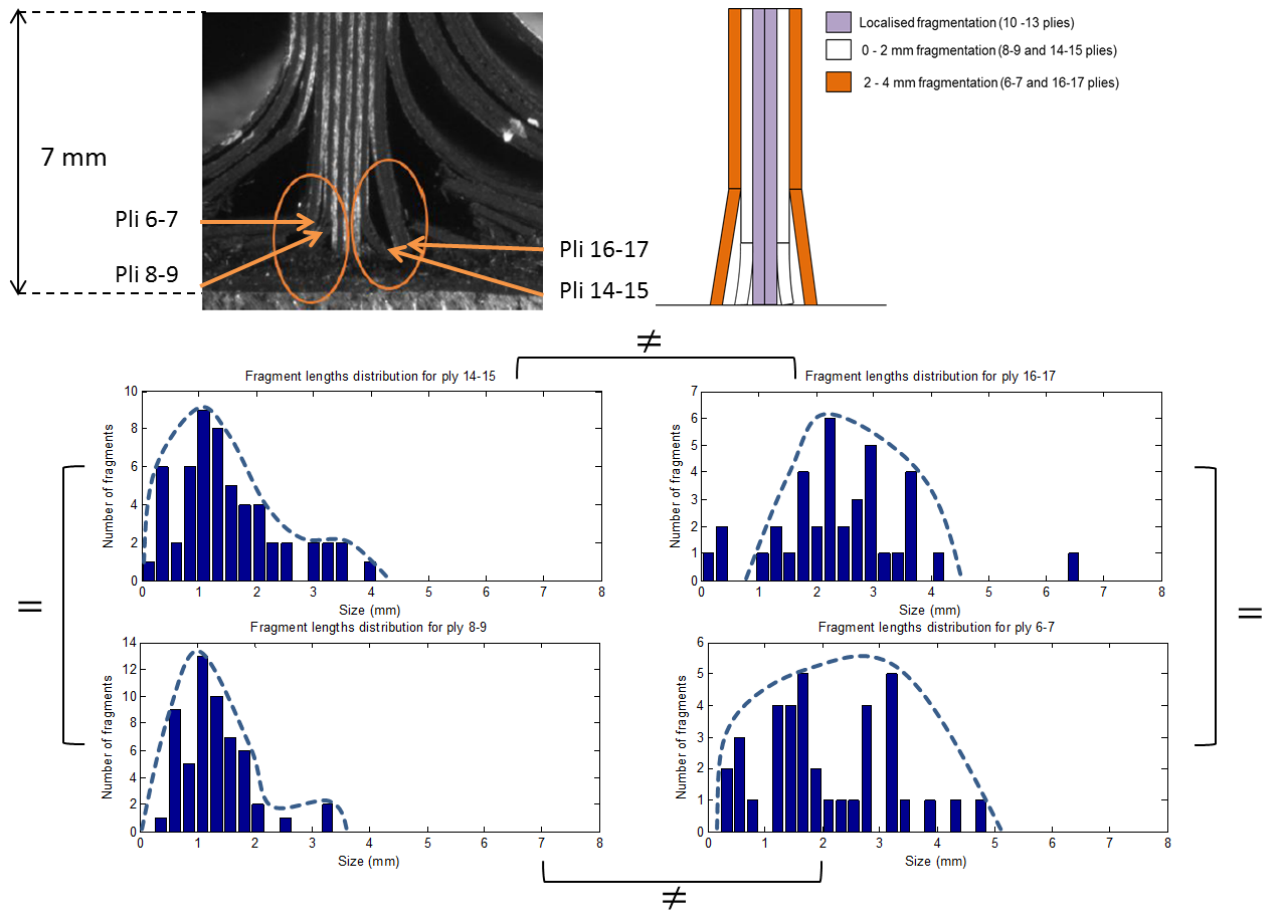 7 mm
Pli 6-7
Pli 8-9
Pli 16-17
Pli 14-15
Localised fragmentation (10 -13 plies)
0 - 2 mm fragmentation (8-9 and 14-15 plies)
2 - 4 mm fragmentation (6-7 and 16-17 plies)
≠
Fragment lengths distribution for ply 14-15
Number of fragments
10
8
6
4
2
0
0 1 2 3 4 5 6 7 8
Size (mm)
Fragment lengths distribution for ply 16-17
Number of fragments
7
6
5
4
3
2
1
0
0 1 2 3 4 5 6 7 8
Size (mm)
=
=
Fragment lengths distribution for ply 8-9
Number of fragments
14
12
10
8
6
4
2
0
0 1 2 3 4 5 6 7 8
Size (mm)
Fragment lengths distribution for ply 6-7
Number of fragments
6
5
4
3
2
1
0
0 1 2 3 4 5 6 7 8
Size (mm)
≠